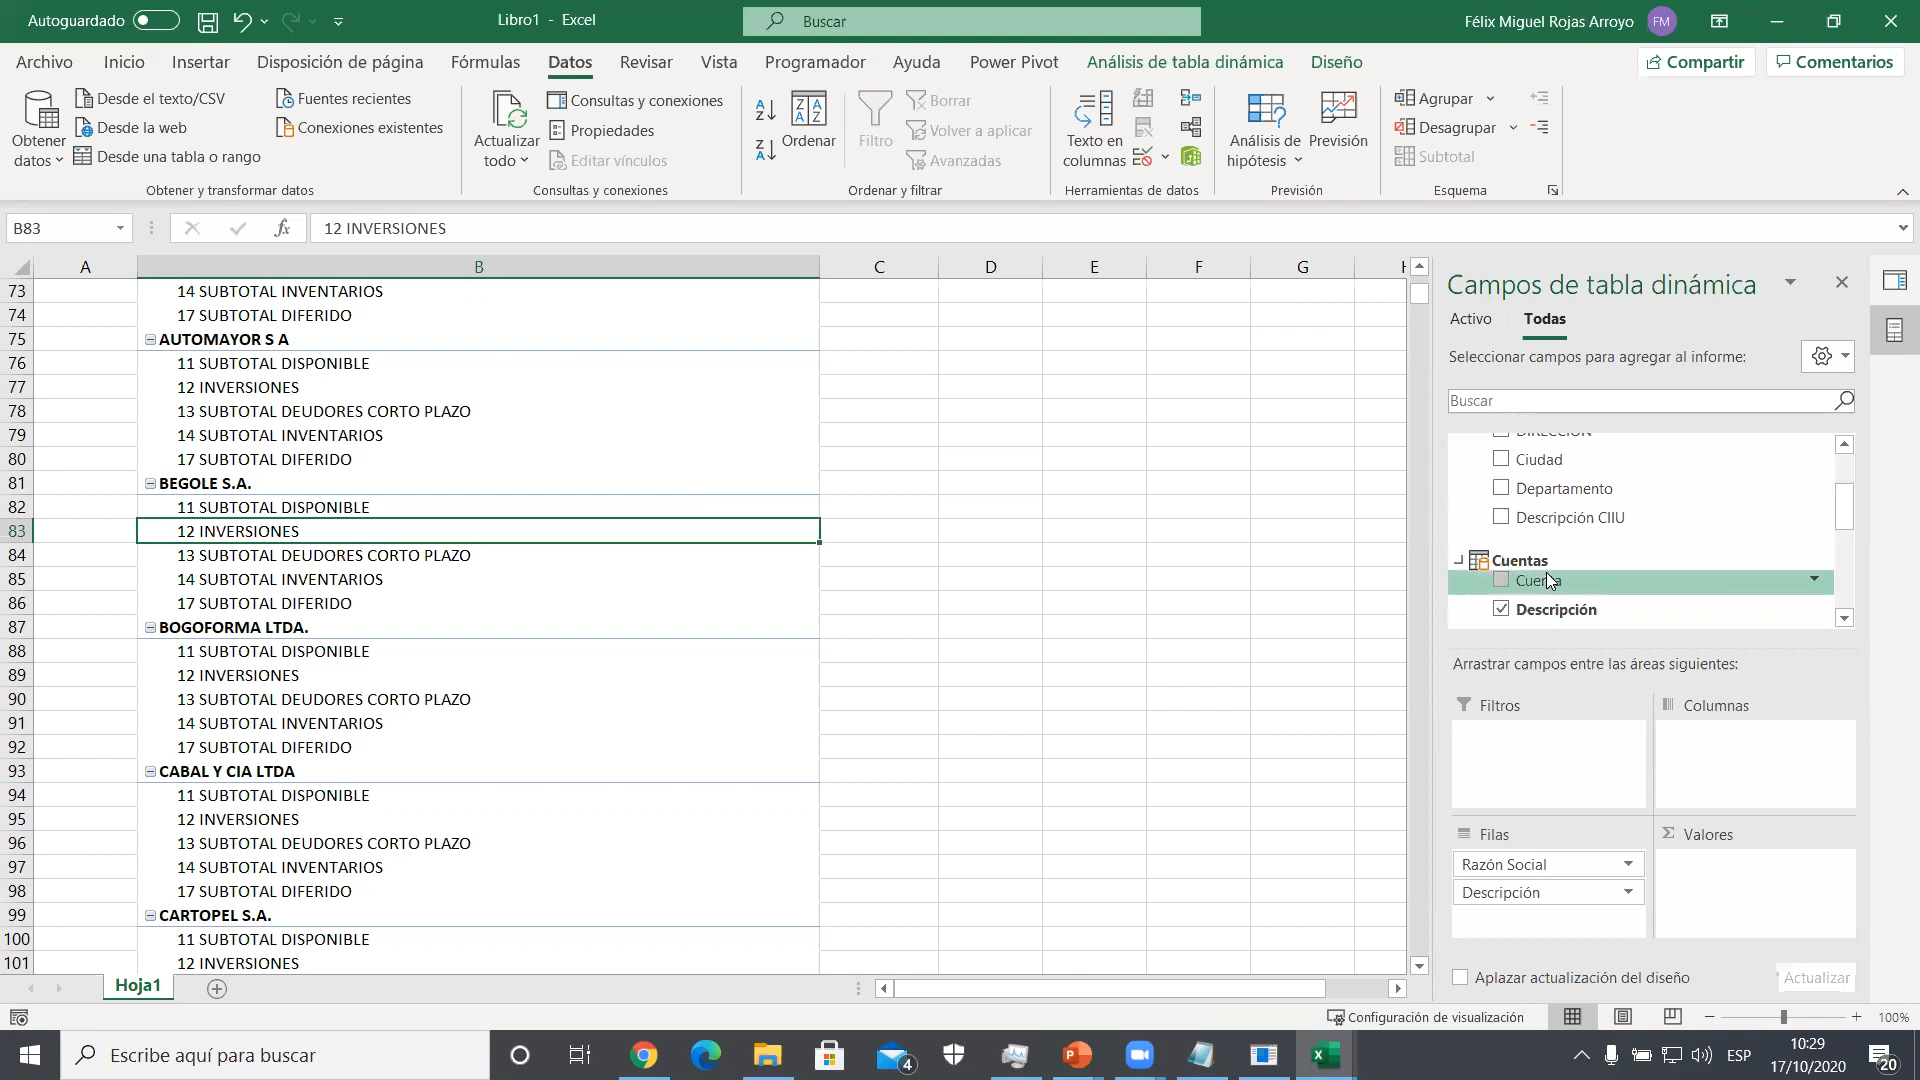 Autoguardado
Libro1 - Excel
Buscar
Félix Miguel Rojas Arroyo
FM
Archivo Inicio Insertar Disposición de página Fórmulas Datos Revisar Vista Programador Ayuda Power Pivot Análisis de tabla dinámica Diseño
Compartir
Comentarios
Obtener datos
Desde el texto/CSV
Desde la web
Desde una tabla o rango
Fuentes recientes
Conexiones existentes
Obtener y transformar datos
Actualizar todo
Consultas y conexiones
Propiedades
Editar vínculos
Consultas y conexiones
Ordenar
Filtro
Borrar
Volver a aplicar
Avanzadas
Ordenar y filtrar
Texto en columnas
Herramientas de datos
Análisis de hipótesis
Previsión
Previsión
Agrupar
Desagrupar
Subtotal
Esquema
B83
fx
12 INVERSIONES
A B C D E F G H
73 14 SUBTOTAL INVENTARIOS
74 17 SUBTOTAL DIFERIDO
75 AUTOMAYOR S A
76 11 SUBTOTAL DISPONIBLE
77 12 INVERSIONES
78 13 SUBTOTAL DEUDORES CORTO PLAZO
79 14 SUBTOTAL INVENTARIOS
80 17 SUBTOTAL DIFERIDO
81 BEGOLE S.A.
82 11 SUBTOTAL DISPONIBLE
83 12 INVERSIONES
84 13 SUBTOTAL DEUDORES CORTO PLAZO
85 14 SUBTOTAL INVENTARIOS
86 17 SUBTOTAL DIFERIDO
87 BOGOFORMA LTDA.
88 11 SUBTOTAL DISPONIBLE
89 12 INVERSIONES
90 13 SUBTOTAL DEUDORES CORTO PLAZO
91 14 SUBTOTAL INVENTARIOS
92 17 SUBTOTAL DIFERIDO
93 CABAL Y CIA LTDA
94 11 SUBTOTAL DISPONIBLE
95 12 INVERSIONES
96 13 SUBTOTAL DEUDORES CORTO PLAZO
97 14 SUBTOTAL INVENTARIOS
98 17 SUBTOTAL DIFERIDO
99 CARTOPEL S.A.
100 11 SUBTOTAL DISPONIBLE
101 12 INVERSIONES
Campos de tabla dinámica
Activo Todas
Seleccionar campos para agregar al informe:
Buscar
DIRECCIÓN
Ciudad
Departamento
Descripción CIIU
Cuentas
Cuenta
Descripción
Arrastrar campos entre las áreas siguientes:
Filtros
Columnas
Filas
Σ Valores
Razón Social
Descripción
Aplazar actualización del diseño
Actualizar
Hoja1
Configuración de visualización
100%
Escribe aquí para buscar
4
ESP
10:29
17/10/2020
20